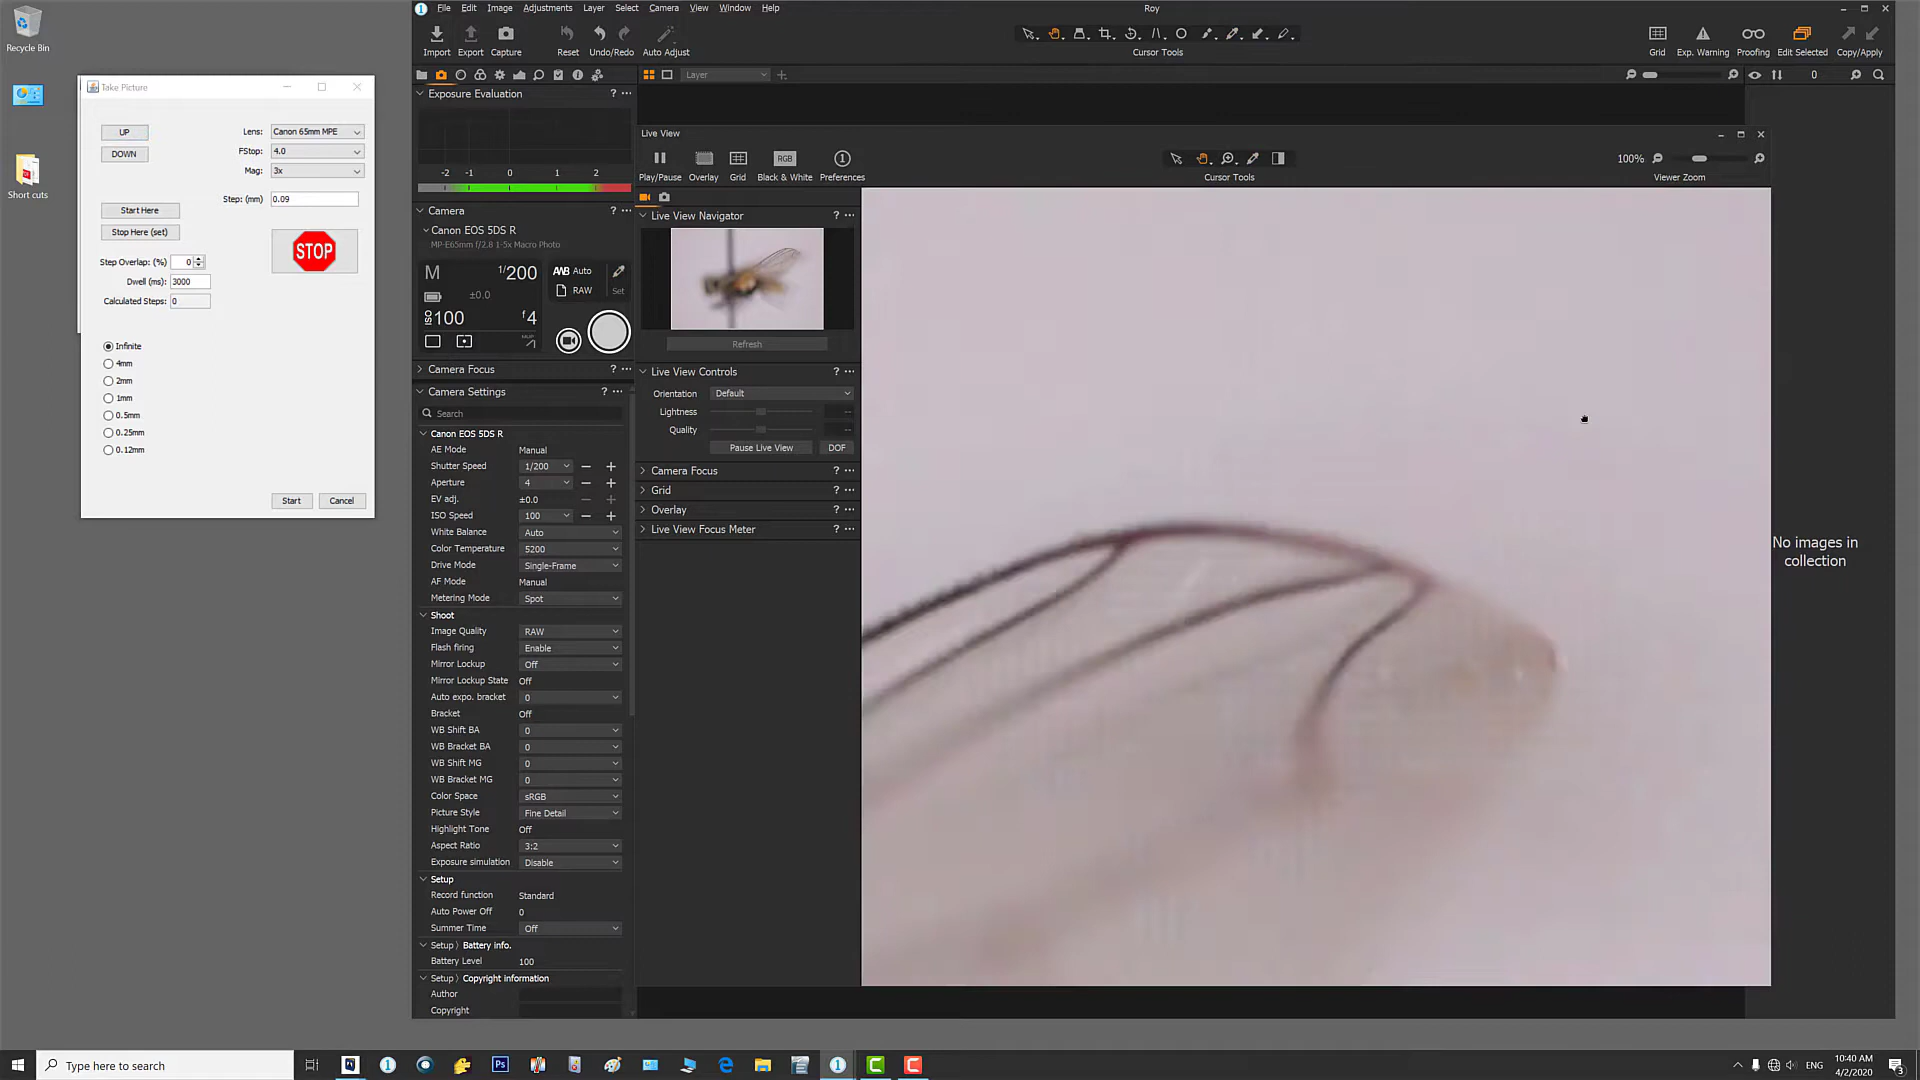 Recycle Bin
Short cuts
Take Picture
UP
DOWN
Lens: Canon 65mm MPE
FStop: 4.0
Mag: 3x
Step: (mm) 0.09
Start Here
Stop Here (set)
STOP
Step Overlap: (%) 0
Dwell (ms): 3000
Calculated Steps: 0
Infinite
4mm
2mm
1mm
0.5mm
0.25mm
0.12mm
Start Cancel
File Edit Image Adjustments Layer Select Camera View Window Help
Roy
Import Export Capture Reset Undo/Redo Auto Adjust
Cursor Tools
Grid Exp. Warning Proofing Edit Selected Copy/Apply
Layer
0
Exposure Evaluation ? ...
-2 -1 0 1 2
Camera ? ...
Canon EOS 5DS R
MP-E65mm f/2.8 1-5x Macro Photo
M 1/200 AWB Auto
±0.0 RAW Set
ISO 100 f 4
Camera Focus ? ...
Camera Settings ? ...
Search
Canon EOS 5DS R
AE Mode Manual
Shutter Speed 1/200
Aperture 4
EV adj. ±0.0
ISO Speed 100
White Balance Auto
Color Temperature 5200
Drive Mode Single-Frame
AF Mode Manual
Metering Mode Spot
Shoot
Image Quality RAW
Flash firing Enable
Mirror Lockup Off
Mirror Lockup State Off
Auto expo. bracket 0
Bracket Off
WB Shift BA 0
WB Bracket BA 0
WB Shift MG 0
WB Bracket MG 0
Color Space sRGB
Picture Style Fine Detail
Highlight Tone Off
Aspect Ratio 3:2
Exposure simulation Disable
Setup
Record function Standard
Auto Power Off 0
Summer Time Off
Setup ⟩ Battery info.
Battery Level 100
Setup ⟩ Copyright information
Author
Copyright
Live View
Play/Pause Overlay Grid RGB Black & White Preferences
Cursor Tools
100%
Viewer Zoom
Live View Navigator ? ...
Refresh
Live View Controls ? ...
Orientation Default
Lightness --
Quality --
Pause Live View DOF
Camera Focus ? ...
Grid ? ...
Overlay ? ...
Live View Focus Meter ? ...
No images in
collection
Type here to search
Ps
ENG
10:40 AM
4/2/2020
3